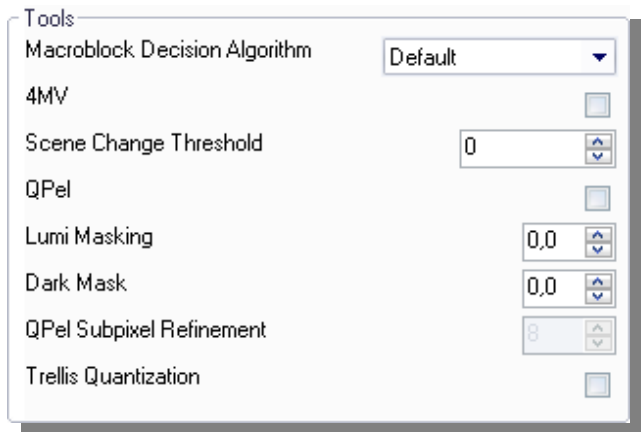 Tools
Macroblock Decision Algorithm Default
4MV
Scene Change Threshold 0
QPel
Lumi Masking 0,0
Dark Mask 0,0
QPel Subpixel Refinement 8
Trellis Quantization